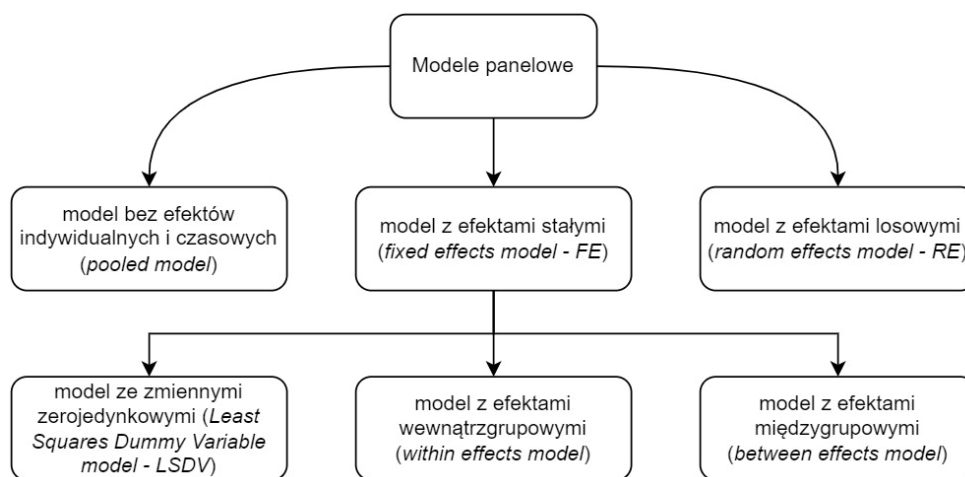 Modele panelowe
model bez efektów
indywidualnych i czasowych
(pooled model)
model z efektami stałymi
(fixed effects model - FE)
model z efektami losowymi
(random effects model - RE)
model ze zmiennymi
zerojedynkowymi (Least
Squares Dummy Variable
model - LSDV)
model z efektami
wewnątrzgrupowymi
(within effects model)
model z efektami
międzygrupowymi
(between effects model)